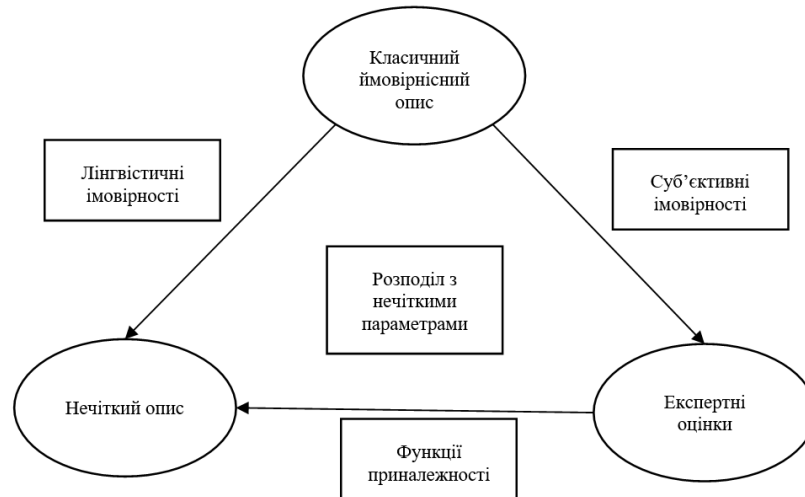 Класичний
ймовірнісний
опис
Лінгвістичні
імовірності
Суб’єктивні
імовірності
Розподіл з
нечіткими
параметрами
Нечіткий опис
Експертні
оцінки
Функції
приналежності